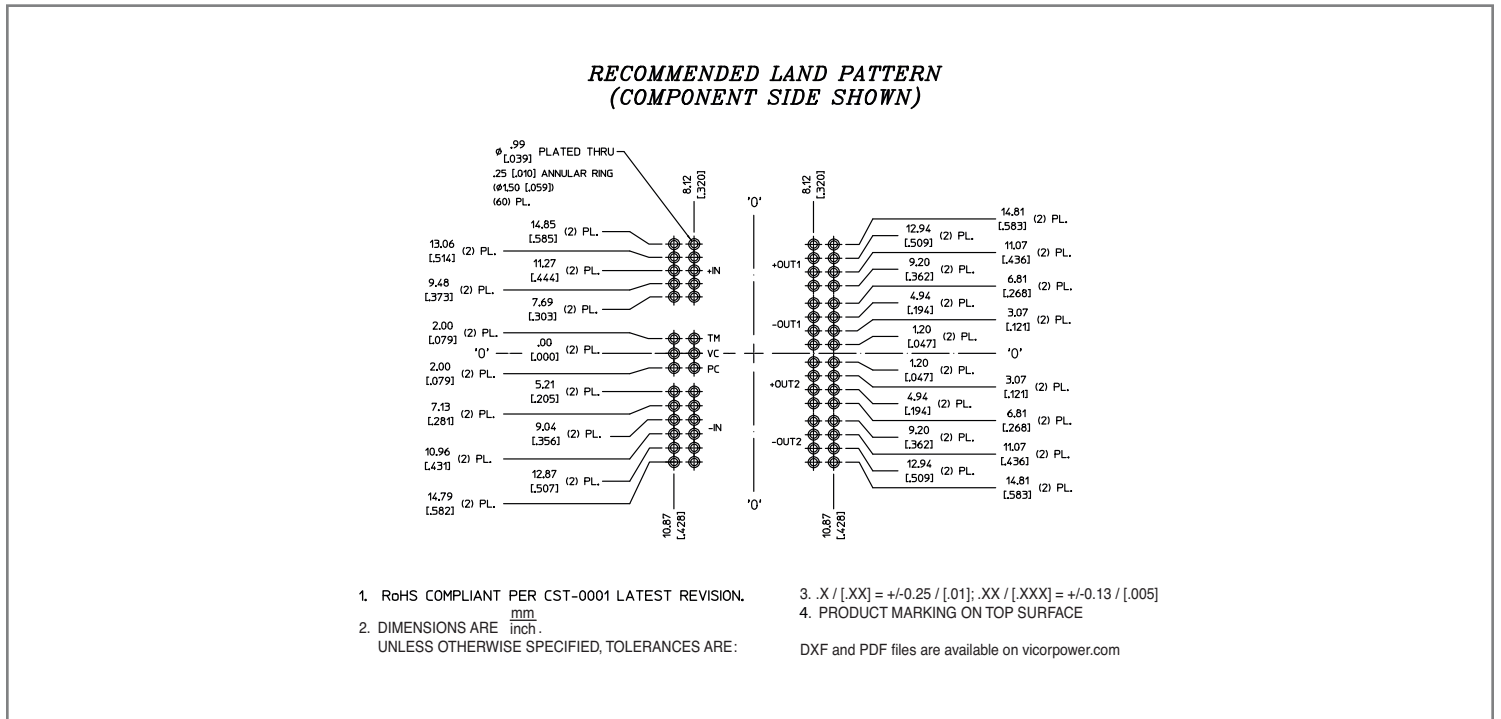 RECOMMENDED LAND PATTERN
(COMPONENT SIDE SHOWN)
ø .99 [.039] PLATED THRU
.25 [.010] ANNULAR RING
(ø1.50 [.059])
(60) PL.
8.12 [.320]
'0'
8.12 [.320]
14.85 [.585] (2) PL.
13.06 [.514] (2) PL.
11.27 [.444] (2) PL.
9.48 [.373] (2) PL.
7.69 [.303] (2) PL.
2.00 [.079] (2) PL.
'0'
.00 [.000] (2) PL.
2.00 [.079] (2) PL.
5.21 [.205] (2) PL.
7.13 [.281] (2) PL.
9.04 [.356] (2) PL.
10.96 [.431] (2) PL.
12.87 [.507] (2) PL.
14.79 [.582] (2) PL.
+IN
TM
VC
PC
-IN
+OUT1
-OUT1
+OUT2
-OUT2
14.81 [.583] (2) PL.
12.94 [.509] (2) PL.
11.07 [.436] (2) PL.
9.20 [.362] (2) PL.
6.81 [.268] (2) PL.
4.94 [.194] (2) PL.
3.07 [.121] (2) PL.
1.20 [.047] (2) PL.
'0'
1.20 [.047] (2) PL.
3.07 [.121] (2) PL.
4.94 [.194] (2) PL.
6.81 [.268] (2) PL.
9.20 [.362] (2) PL.
11.07 [.436] (2) PL.
12.94 [.509] (2) PL.
14.81 [.583] (2) PL.
10.87 [.428]
'0'
10.87 [.428]
1. RoHS COMPLIANT PER CST-0001 LATEST REVISION.
2. DIMENSIONS ARE mm/inch.
UNLESS OTHERWISE SPECIFIED, TOLERANCES ARE:
3. .X / [.XX] = +/-0.25 / [.01]; .XX / [.XXX] = +/-0.13 / [.005]
4. PRODUCT MARKING ON TOP SURFACE
DXF and PDF files are available on vicorpower.com